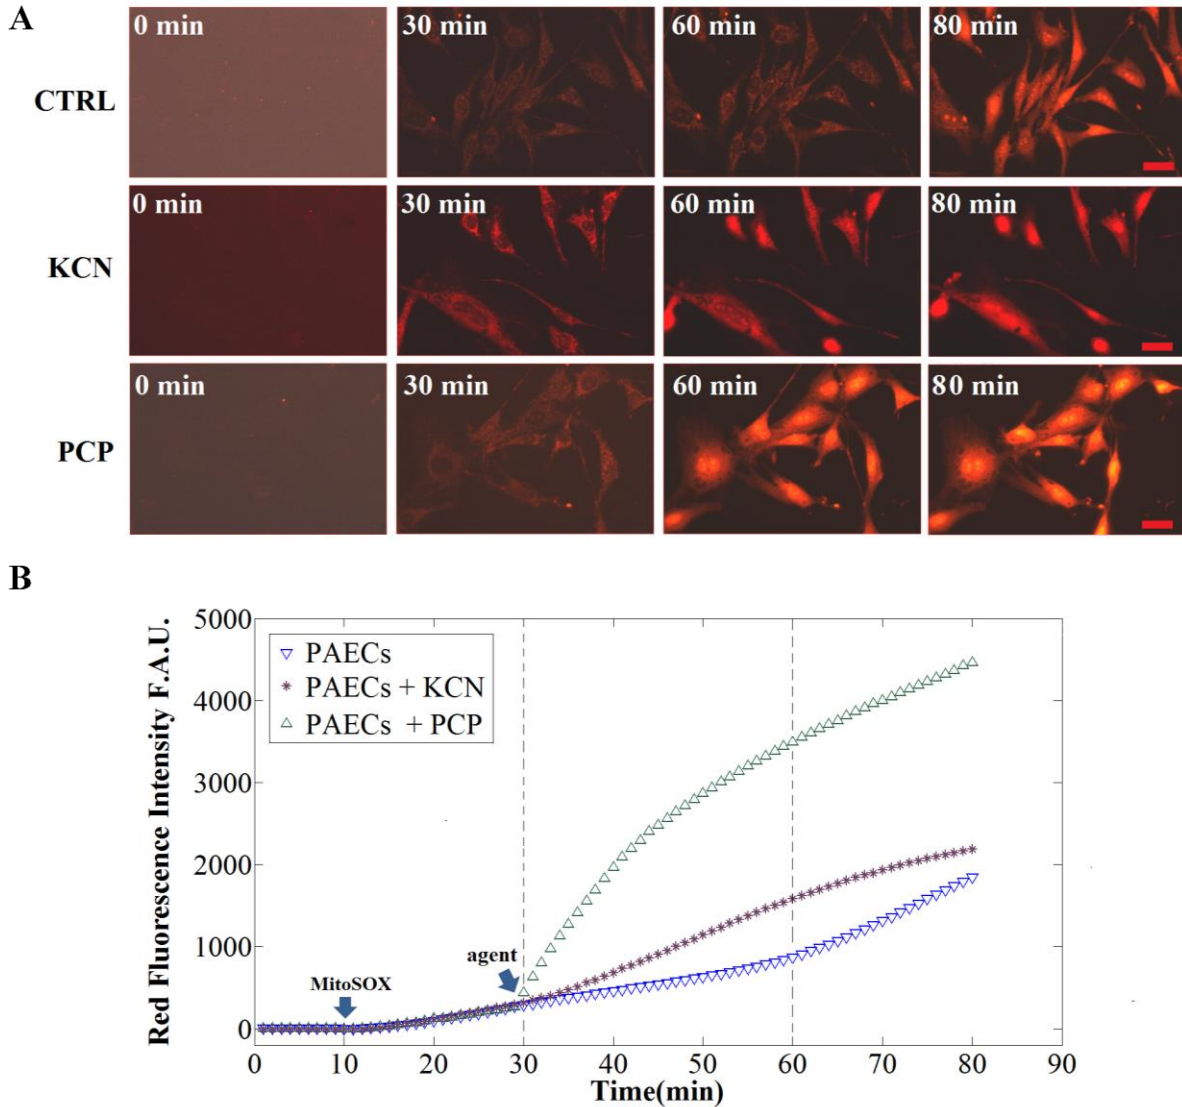 A
0 min 30 min 60 min 80 min
CTRL
0 min 30 min 60 min 80 min
KCN
0 min 30 min 60 min 80 min
PCP
B
Red Fluorescence Intensity F.A.U.
5000
4000
3000
2000
1000
0
PAECs
PAECs + KCN
PAECs + PCP
agent
MitoSOX
0 10 20 30 40 50 60 70 80 90
Time(min)